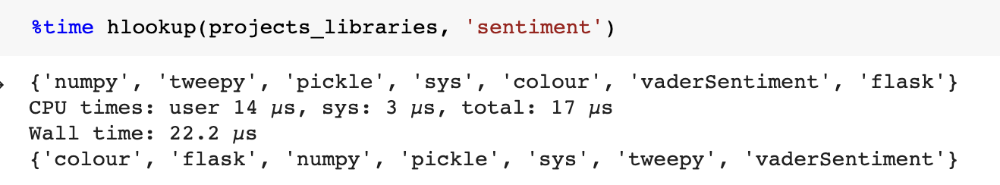 %time hlookup(projects_libraries, 'sentiment')
{'numpy', 'tweepy', 'pickle', 'sys', 'colour', 'vaderSentiment', 'flask'}
CPU times: user 14 µs, sys: 3 µs, total: 17 µs
Wall time: 22.2 µs
{'colour', 'flask', 'numpy', 'pickle', 'sys', 'tweepy', 'vaderSentiment'}